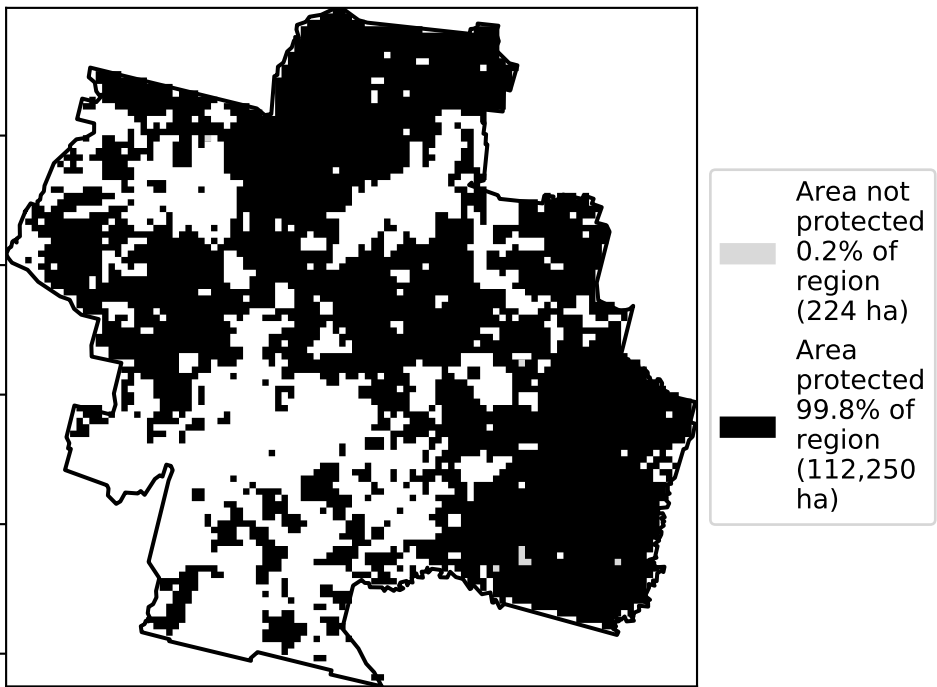 Area not
protected
0.2% of
region
(224 ha)
Area
protected
99.8% of
region
(112,250
ha)